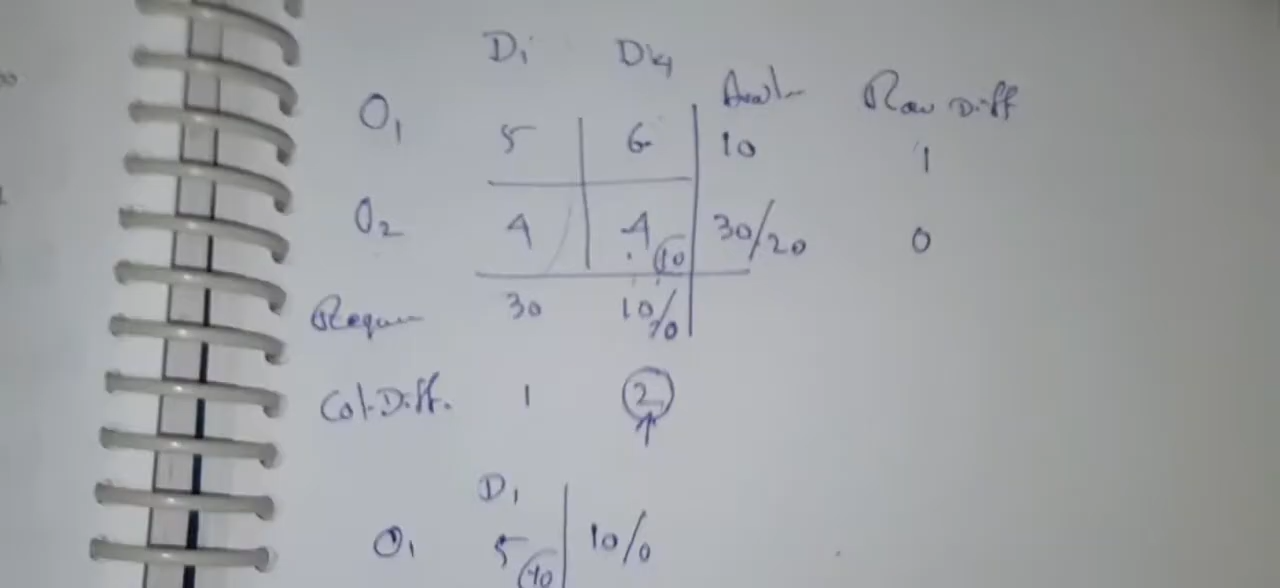 D1 D4 Avail Row Diff
O1 5 6 10 1
O2 4 4 (10) 30/20 0
Requ 30 10/0
Col. Diff. 1 2
D1
O1 5 (10) 10/0